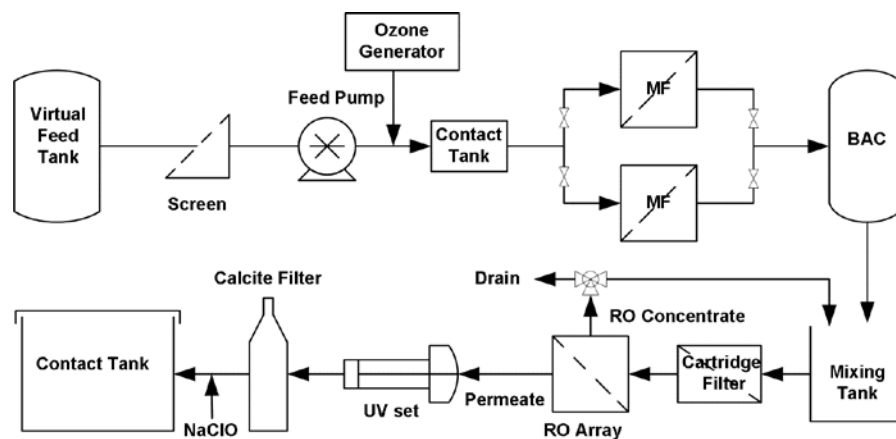 Ozone
Generator
Virtual
Feed
Tank
Feed Pump
MF
Contact
Tank
BAC
Screen
MF
Calcite Filter
Drain
RO Concentrate
Contact Tank
Cartridge
Filter
Mixing
Tank
NaClO
UV set
Permeate
RO Array